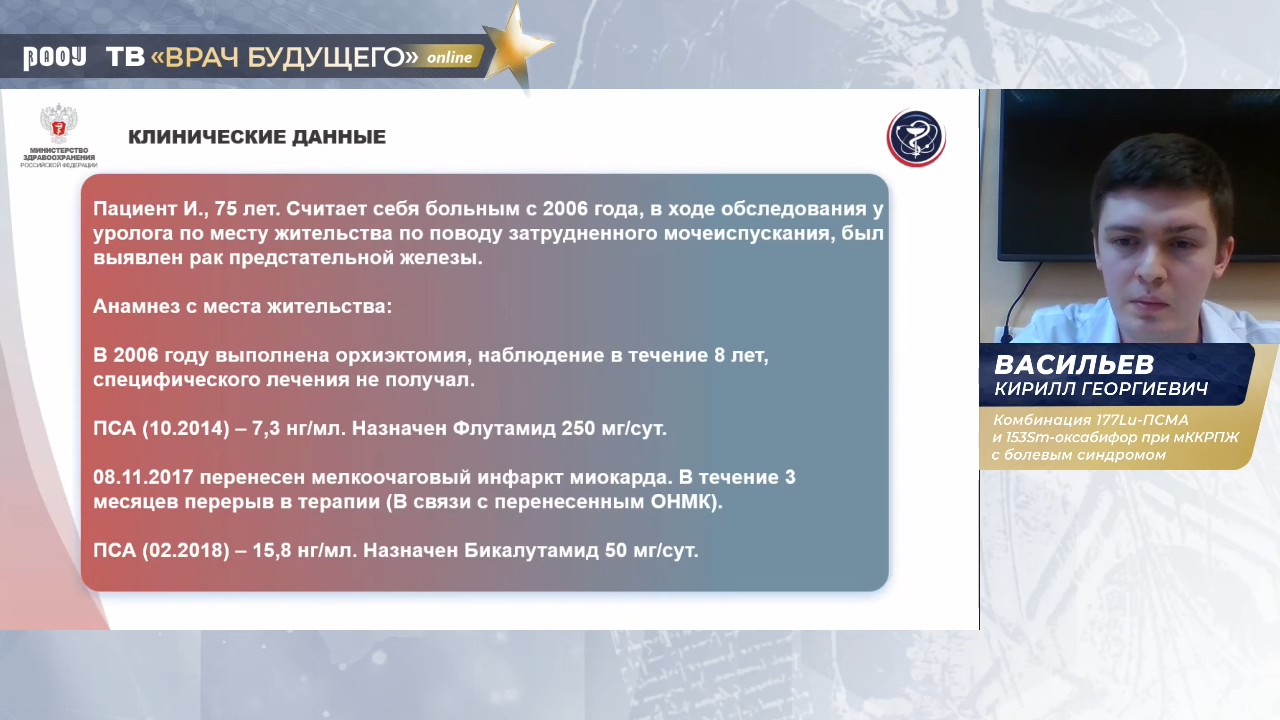 РООУ ТВ «ВРАЧ БУДУЩЕГО» online
МИНИСТЕРСТВО
ЗДРАВООХРАНЕНИЯ
РОССИЙСКОЙ ФЕДЕРАЦИИ
КЛИНИЧЕСКИЕ ДАННЫЕ
Пациент И., 75 лет. Считает себя больным с 2006 года, в ходе обследования у
уролога по месту жительства по поводу затрудненного мочеиспускания, был
выявлен рак предстательной железы.
Анамнез с места жительства:
В 2006 году выполнена орхиэктомия, наблюдение в течение 8 лет,
специфического лечения не получал.
ПСА (10.2014) – 7,3 нг/мл. Назначен Флутамид 250 мг/сут.
08.11.2017 перенесен мелкоочаговый инфаркт миокарда. В течение 3
месяцев перерыв в терапии (В связи с перенесенным ОНМК).
ПСА (02.2018) – 15,8 нг/мл. Назначен Бикалутамид 50 мг/сут.
ВАСИЛЬЕВ
КИРИЛЛ ГЕОРГИЕВИЧ
Комбинация 177Lu-ПСМА
и 153Sm-оксабифор при мККРПЖ
с болевым синдромом